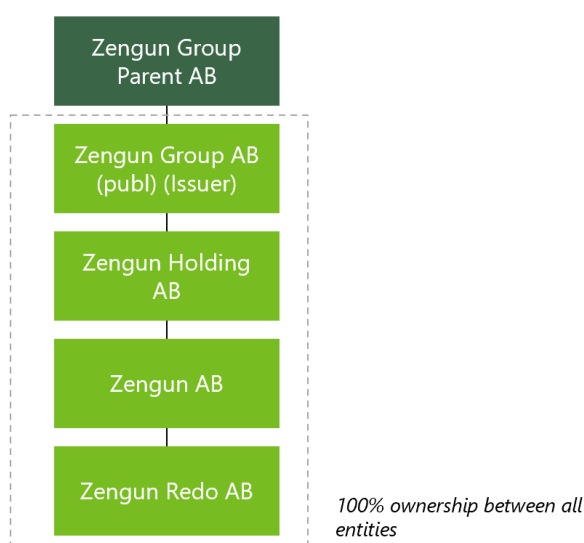 Zengun Group
Parent AB
Zengun Group AB
(publ) (Issuer)
Zengun Holding
AB
Zengun AB
Zengun Redo AB
100% ownership between all
entities